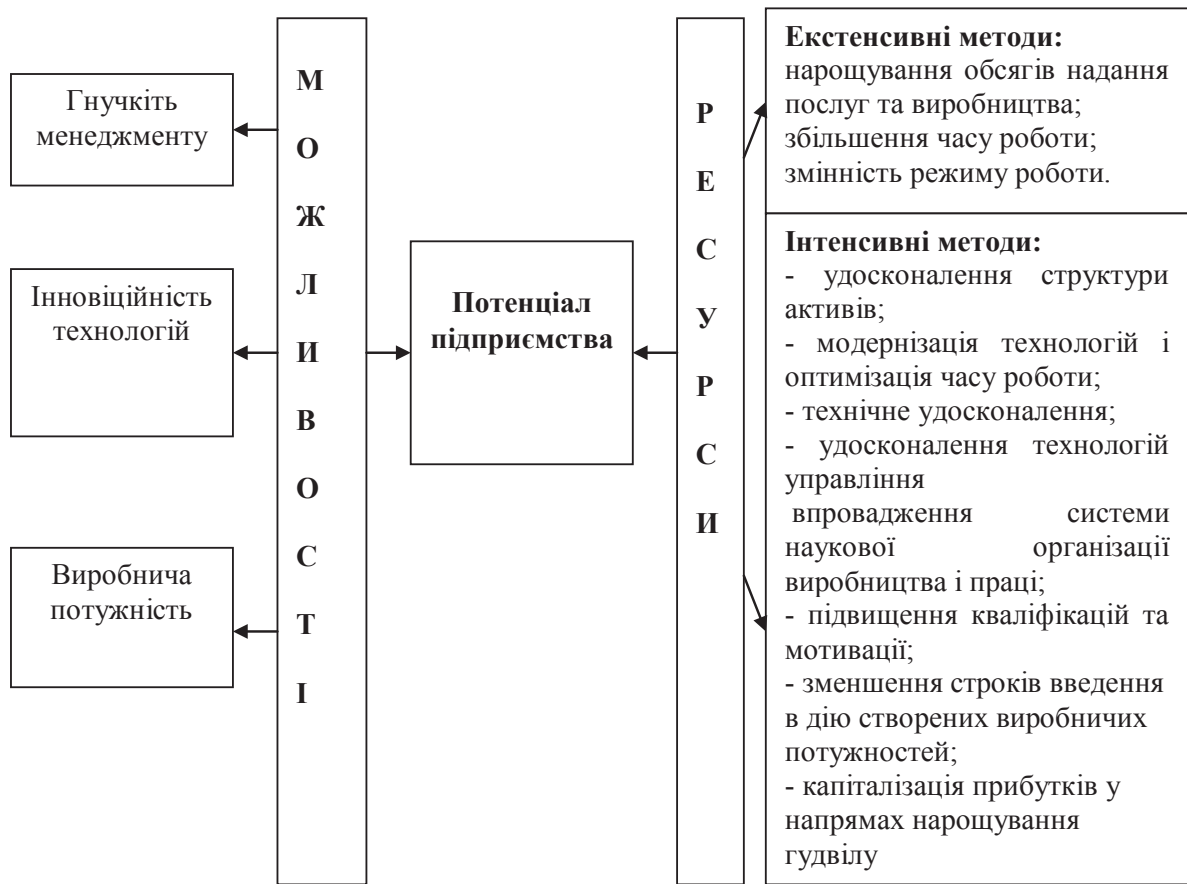 Гнучкіть
менеджменту
Інновіційність
технологій
Виробнича
потужність
М
О
Ж
Л
И
В
О
С
Т
І
Потенціал
підприємства
Р
Е
С
У
Р
С
И
Екстенсивні методи:
нарощування обсягів надання
послуг та виробництва;
збільшення часу роботи;
змінність режиму роботи.
Інтенсивні методи:
- удосконалення структури
активів;
- модернізація технологій і
оптимізація часу роботи;
- технічне удосконалення;
- удосконалення технологій
управління
впровадження системи
наукової організації
виробництва і праці;
- підвищення кваліфікацій та
мотивації;
- зменшення строків введення
в дію створених виробничих
потужностей;
- капіталізація прибутків у
напрямах нарощування
гудвілу